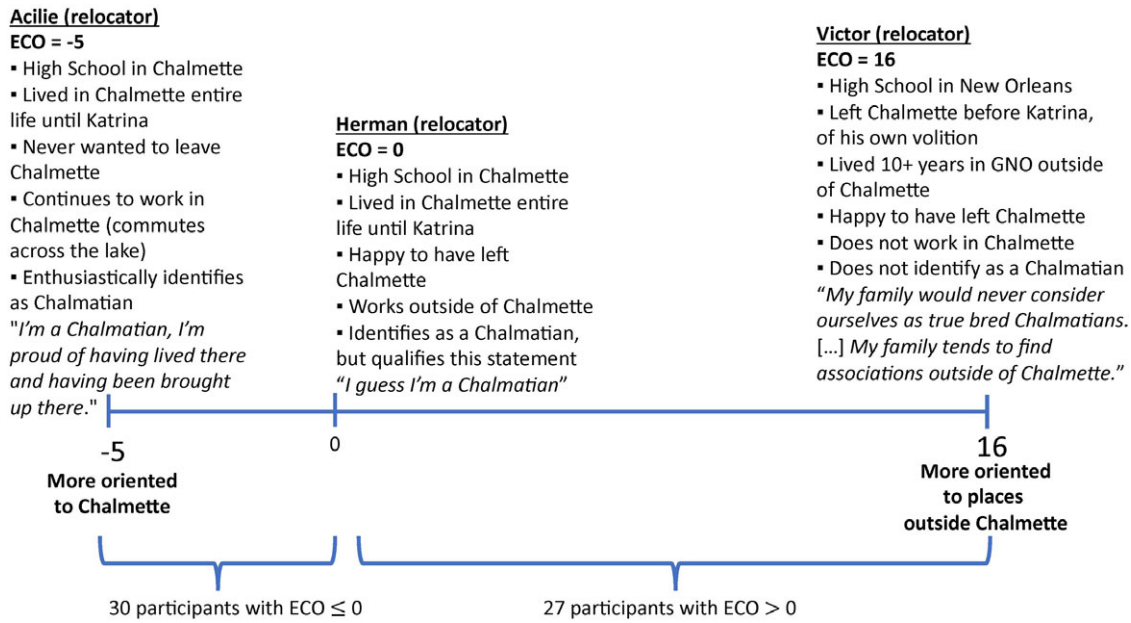 Acilie (relocator)
ECO = -5
▪ High School in Chalmette
▪ Lived in Chalmette entire
life until Katrina
▪ Never wanted to leave
Chalmette
▪ Continues to work in
Chalmette (commutes
across the lake)
▪ Enthusiastically identifies
as Chalmatian
"I'm a Chalmatian, I'm
proud of having lived there
and having been brought
up there."
Herman (relocator)
ECO = 0
▪ High School in Chalmette
▪ Lived in Chalmette entire
life until Katrina
▪ Happy to have left
Chalmette
▪ Works outside of Chalmette
▪ Identifies as a Chalmatian,
but qualifies this statement
“I guess I’m a Chalmatian”
Victor (relocator)
ECO = 16
▪ High School in New Orleans
▪ Left Chalmette before Katrina,
of his own volition
▪ Lived 10+ years in GNO outside
of Chalmette
▪ Happy to have left Chalmette
▪ Does not work in Chalmette
▪ Does not identify as a Chalmatian
“My family would never consider
ourselves as true bred Chalmatians.
[…] My family tends to find
associations outside of Chalmette.”
-5
More oriented
to Chalmette
0
16
More oriented
to places
outside Chalmette
30 participants with ECO ≤ 0
27 participants with ECO > 0